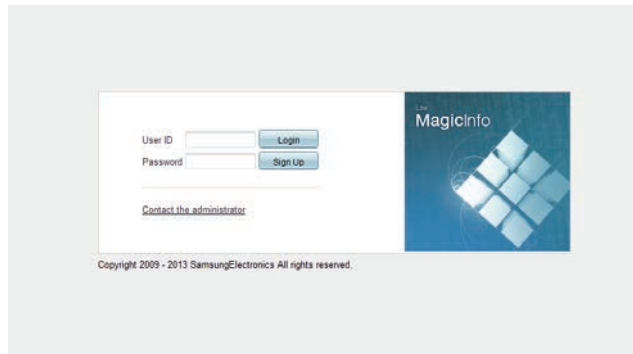 User ID Login
Password Sign Up
Contact the administrator
Lite
MagicInfo
Copyright 2009 - 2013 SamsungElectronics All rights reserved.